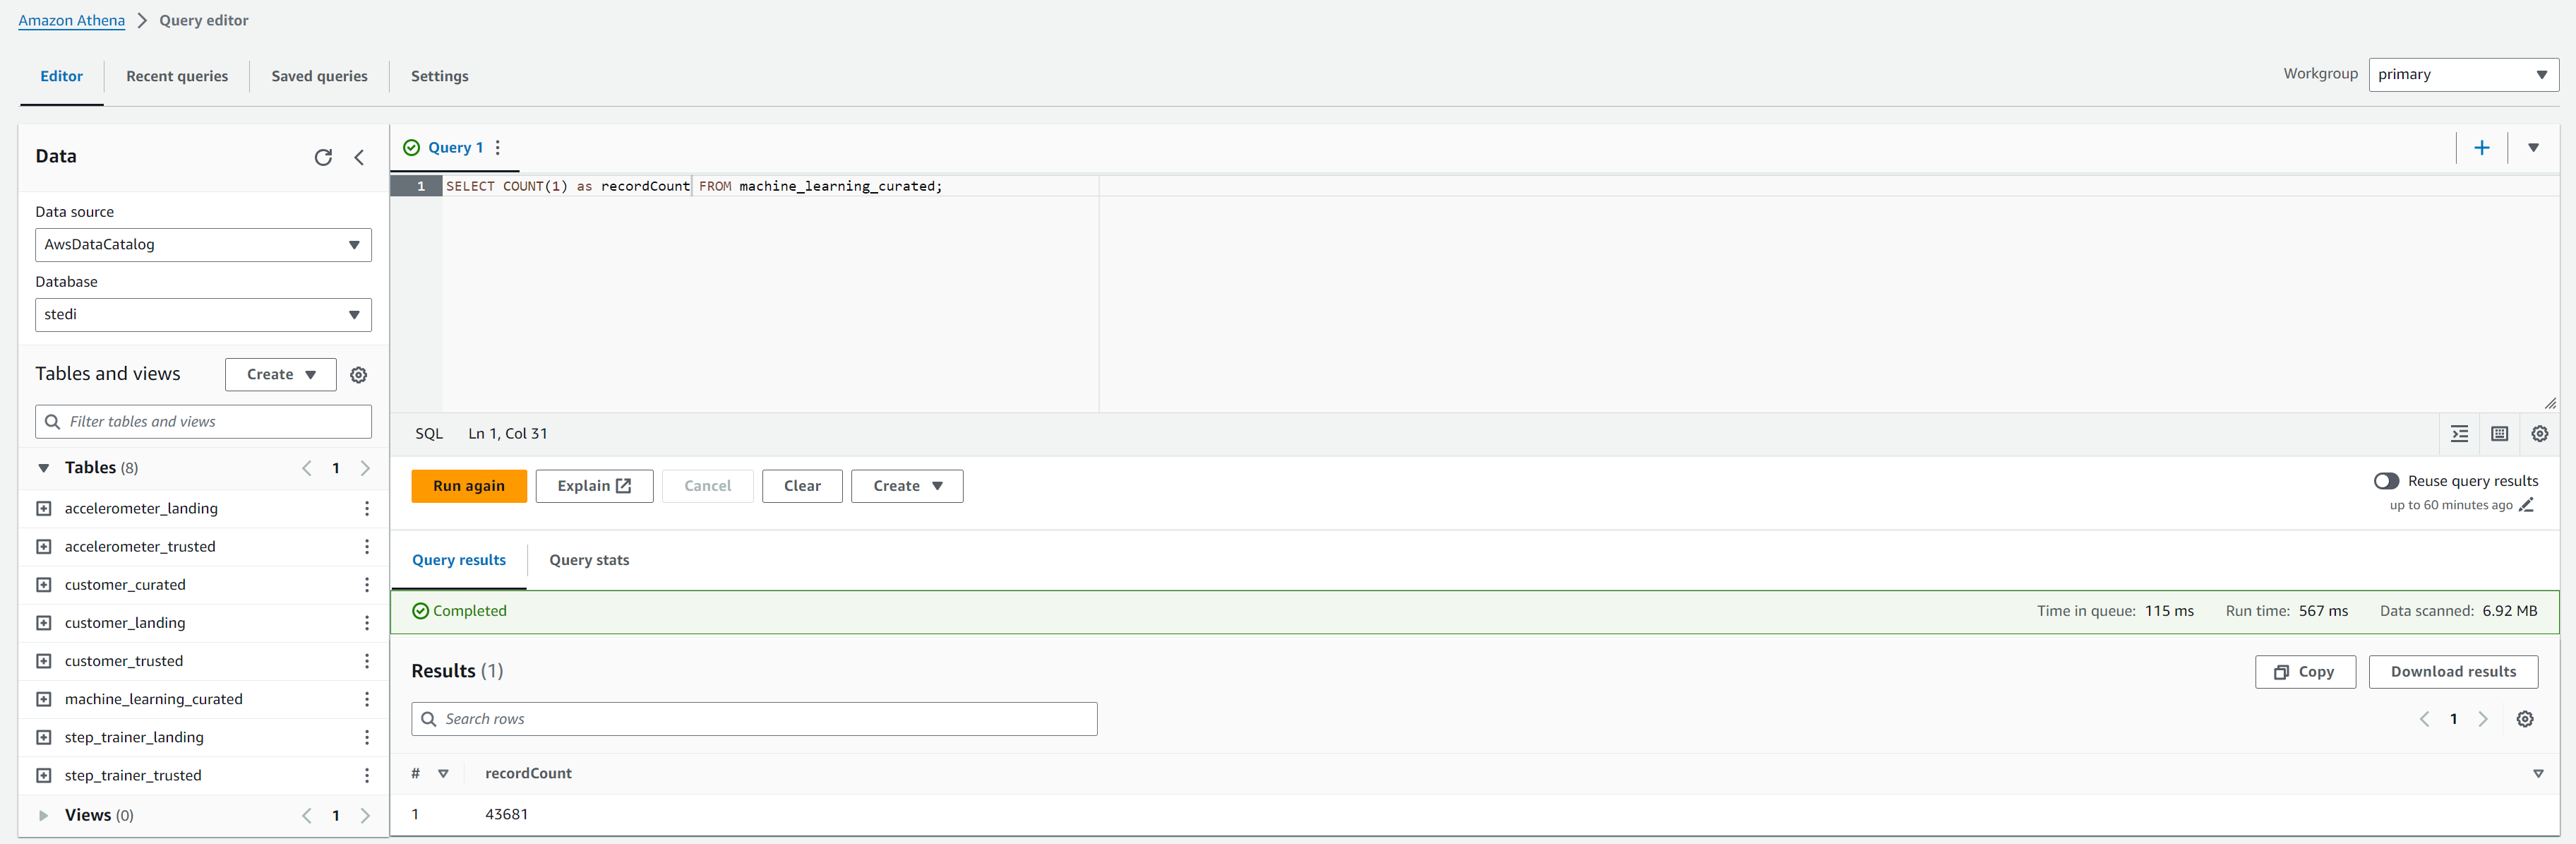 Amazon Athena > Query editor
Editor Recent queries Saved queries Settings
Workgroup primary
Data
Data source
AwsDataCatalog
Database
stedi
Tables and views Create
Filter tables and views
Tables (8) 1
accelerometer_landing
accelerometer_trusted
customer_curated
customer_landing
customer_trusted
machine_learning_curated
step_trainer_landing
step_trainer_trusted
Views (0) 1
Query 1
1 SELECT COUNT(1) as recordCount FROM machine_learning_curated;
SQL Ln 1, Col 31
Run again Explain Cancel Clear Create
Reuse query results
up to 60 minutes ago
Query results Query stats
Completed Time in queue: 115 ms Run time: 567 ms Data scanned: 6.92 MB
Results (1) Copy Download results
Search rows 1
# recordCount
1 43681